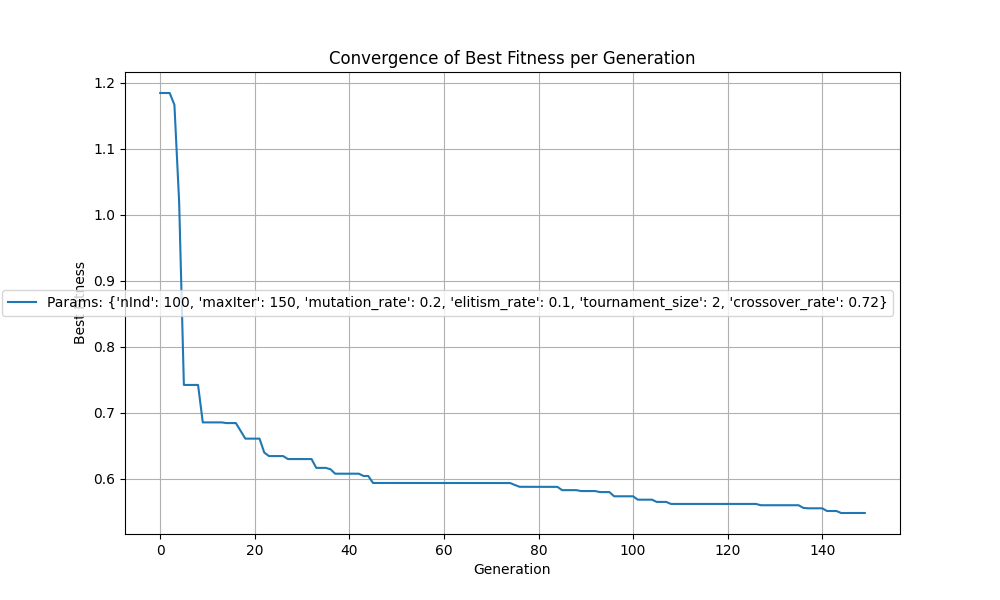 Convergence of Best Fitness per Generation
1.2
1.1
1.0
0.9
0.8
0.7
0.6
Best
ness
Params: {'nInd': 100, 'maxIter': 150, 'mutation_rate': 0.2, 'elitism_rate': 0.1, 'tournament_size': 2, 'crossover_rate': 0.72}
0 20 40 60 80 100 120 140
Generation